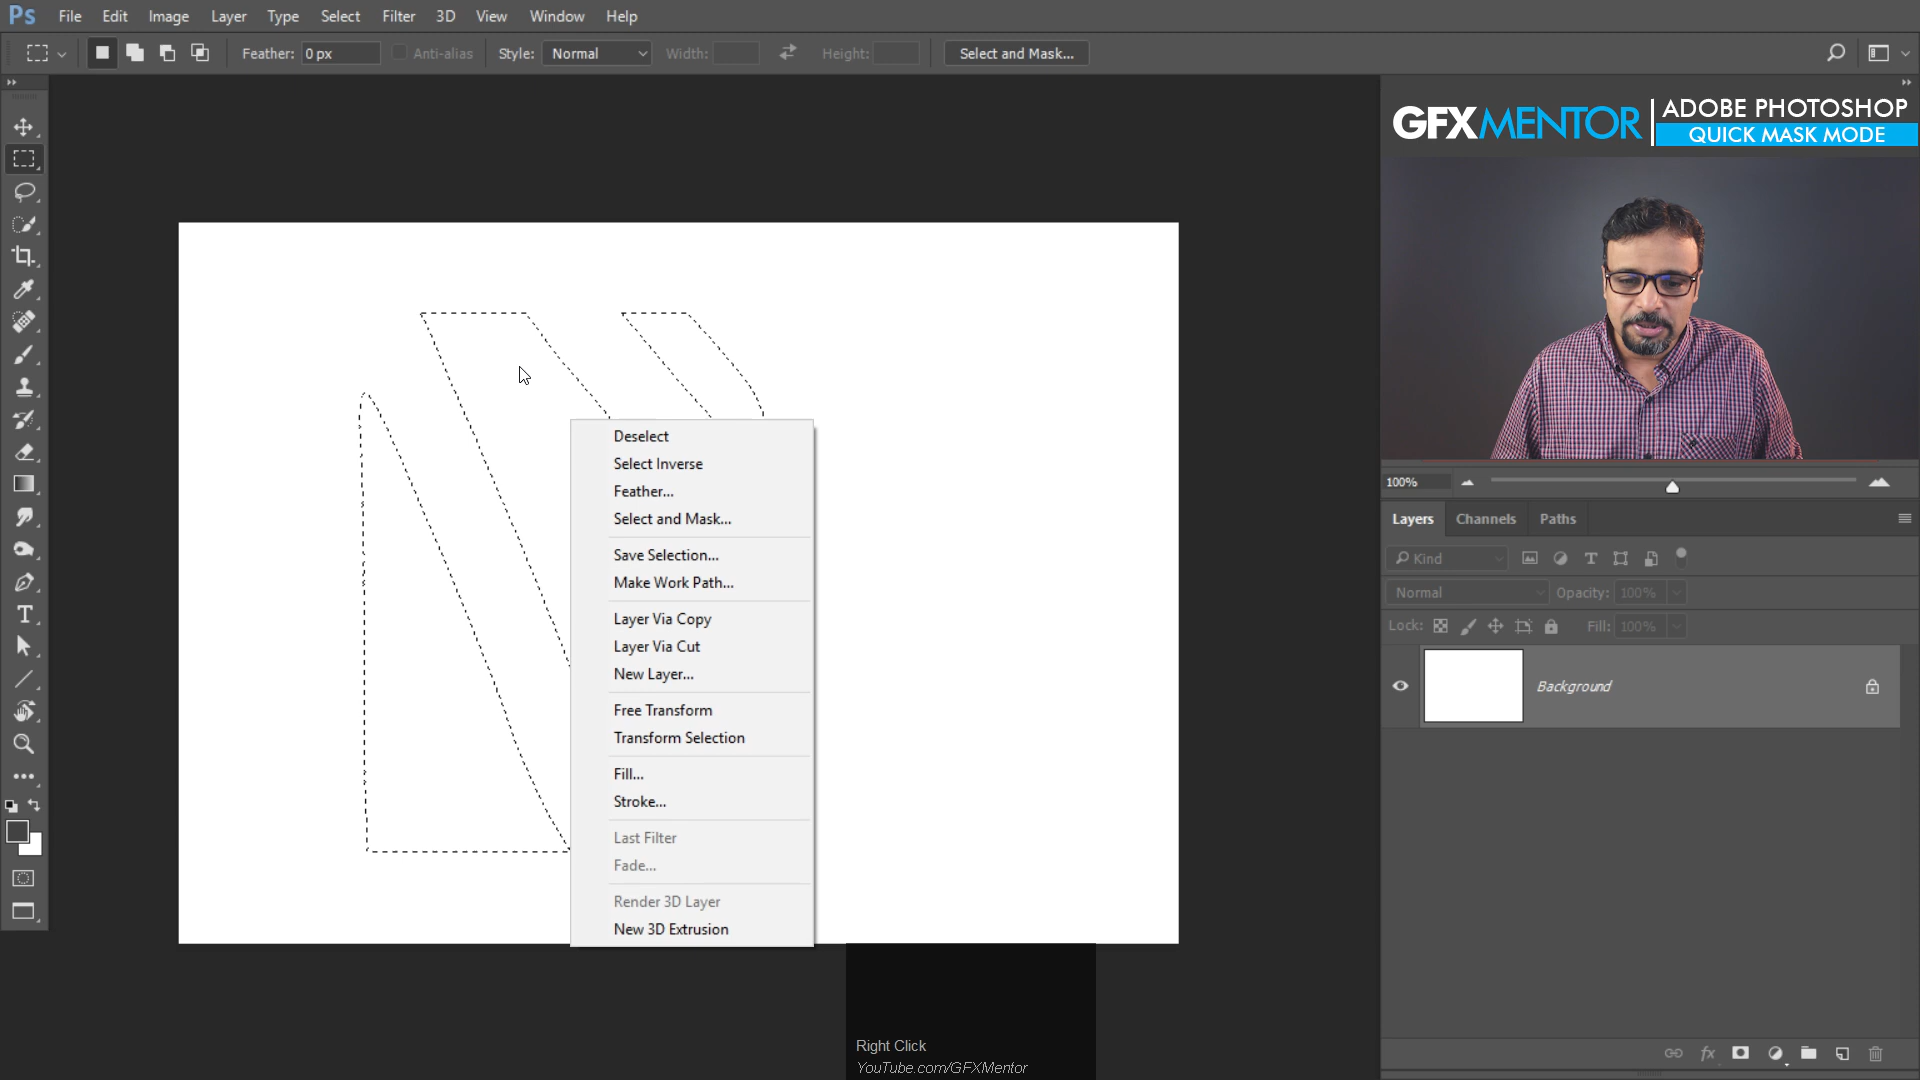 Ps File Edit Image Layer Type Select Filter 3D View Window Help
Feather: 0 px Anti-alias Style: Normal Width: Height: Select and Mask...
GFXMENTOR ADOBE PHOTOSHOP
QUICK MASK MODE
Deselect
Select Inverse
Feather...
Select and Mask...
Save Selection...
Make Work Path...
Layer Via Copy
Layer Via Cut
New Layer...
Free Transform
Transform Selection
Fill...
Stroke...
Last Filter
Fade...
Render 3D Layer
New 3D Extrusion
100%
Layers Channels Paths
Kind
Normal Opacity: 100%
Lock: Fill: 100%
Background
Right Click
YouTube.com/GFXMentor